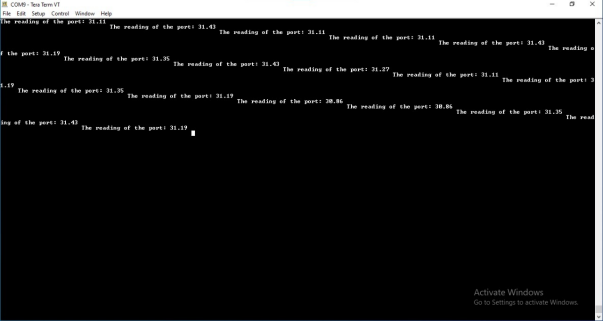 COM9 - Tera Term VT
File Edit Setup Control Window Help
The reading of the port: 31.11
The reading of the port: 31.43
The reading of the port: 31.11
The reading of the port: 31.11
The reading of the port: 31.43
The reading o
f the port: 31.19
The reading of the port: 31.35
The reading of the port: 31.43
The reading of the port: 31.27
The reading of the port: 31.11
The reading of the port: 3
1.19
The reading of the port: 31.35
The reading of the port: 31.19
The reading of the port: 30.86
The reading of the port: 30.86
The reading of the port: 31.35
The read
ing of the port: 31.43
The reading of the port: 31.19
Activate Windows
Go to Settings to activate Windows.